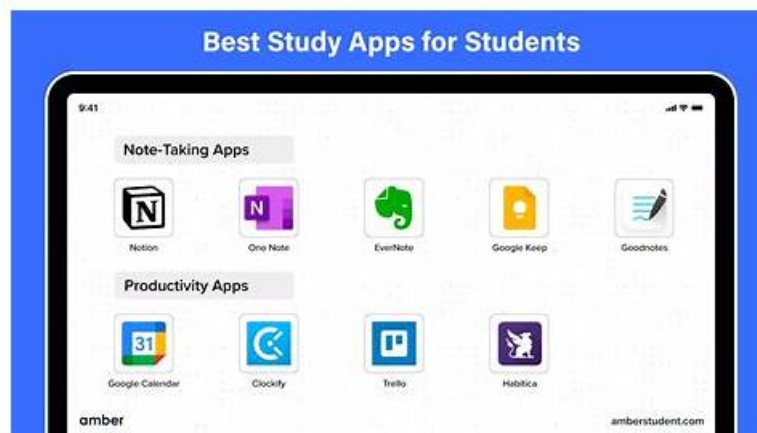 Best Study Apps for Students
9:41
Note-Taking Apps
N N
Notion One Note EverNote Google Keep Goodnotes
Productivity Apps
31
Google Calendar Clockify Trello Habitica
amber amberstudent.com